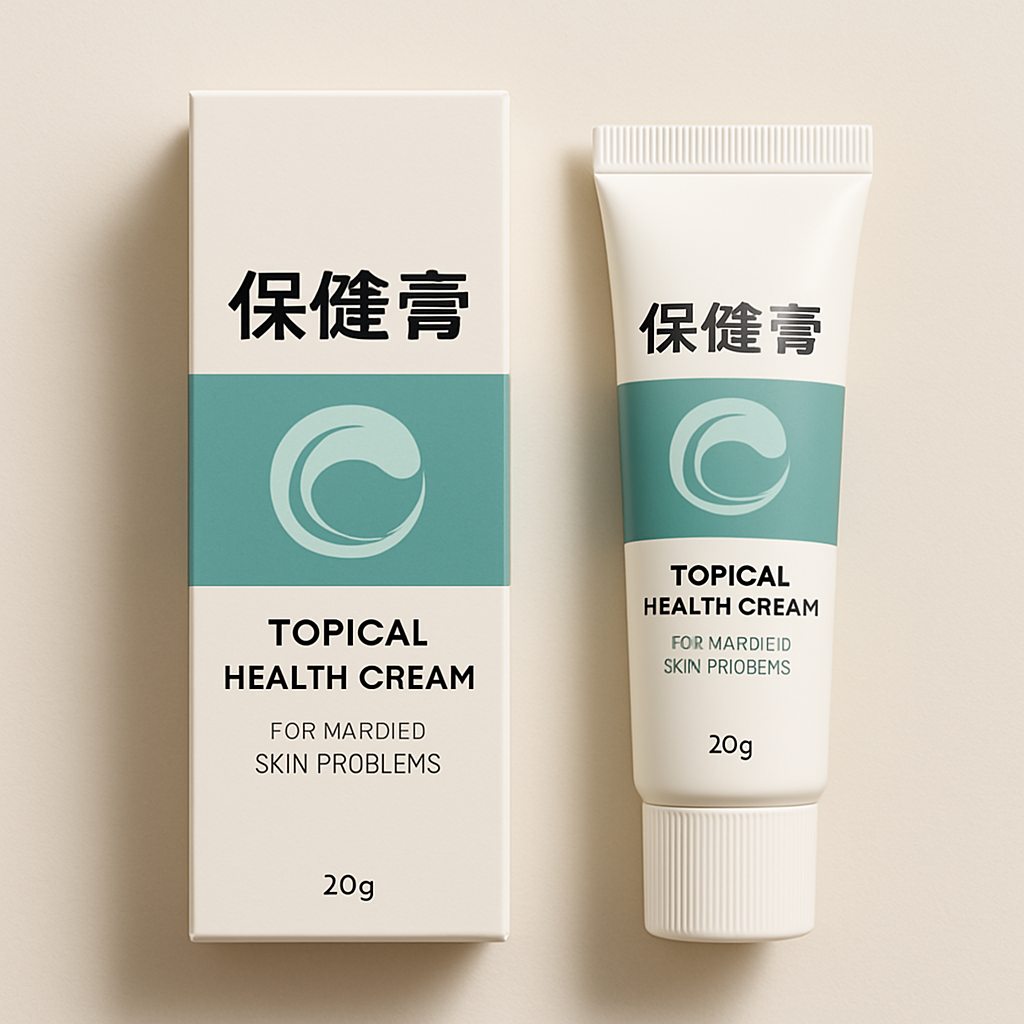 保健膏
TOPICAL
HEALTH CREAM
FOR MARDIED
SKIN PROBLEMS
20g
保健膏
TOPICAL
HEALTH CREAM
FOR MARDIEID
SKIN PRIOBEMS
20g